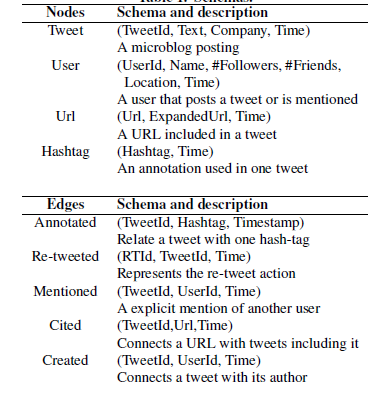 Table 1: Schemas.
Nodes Schema and description
Tweet (TweetId, Text, Company, Time)
A microblog posting
User (UserId, Name, #Followers, #Friends,
Location, Time)
A user that posts a tweet or is mentioned
Url (Url, ExpandedUrl, Time)
A URL included in a tweet
Hashtag (Hashtag, Time)
An annotation used in one tweet
Edges Schema and description
Annotated (TweetId, Hashtag, Timestamp)
Relate a tweet with one hash-tag
Re-tweeted (RTId, TweetId, Time)
Represents the re-tweet action
Mentioned (TweetId, UserId, Time)
A explicit mention of another user
Cited (TweetId,Url,Time)
Connects a URL with tweets including it
Created (TweetId, UserId, Time)
Connects a tweet with its author